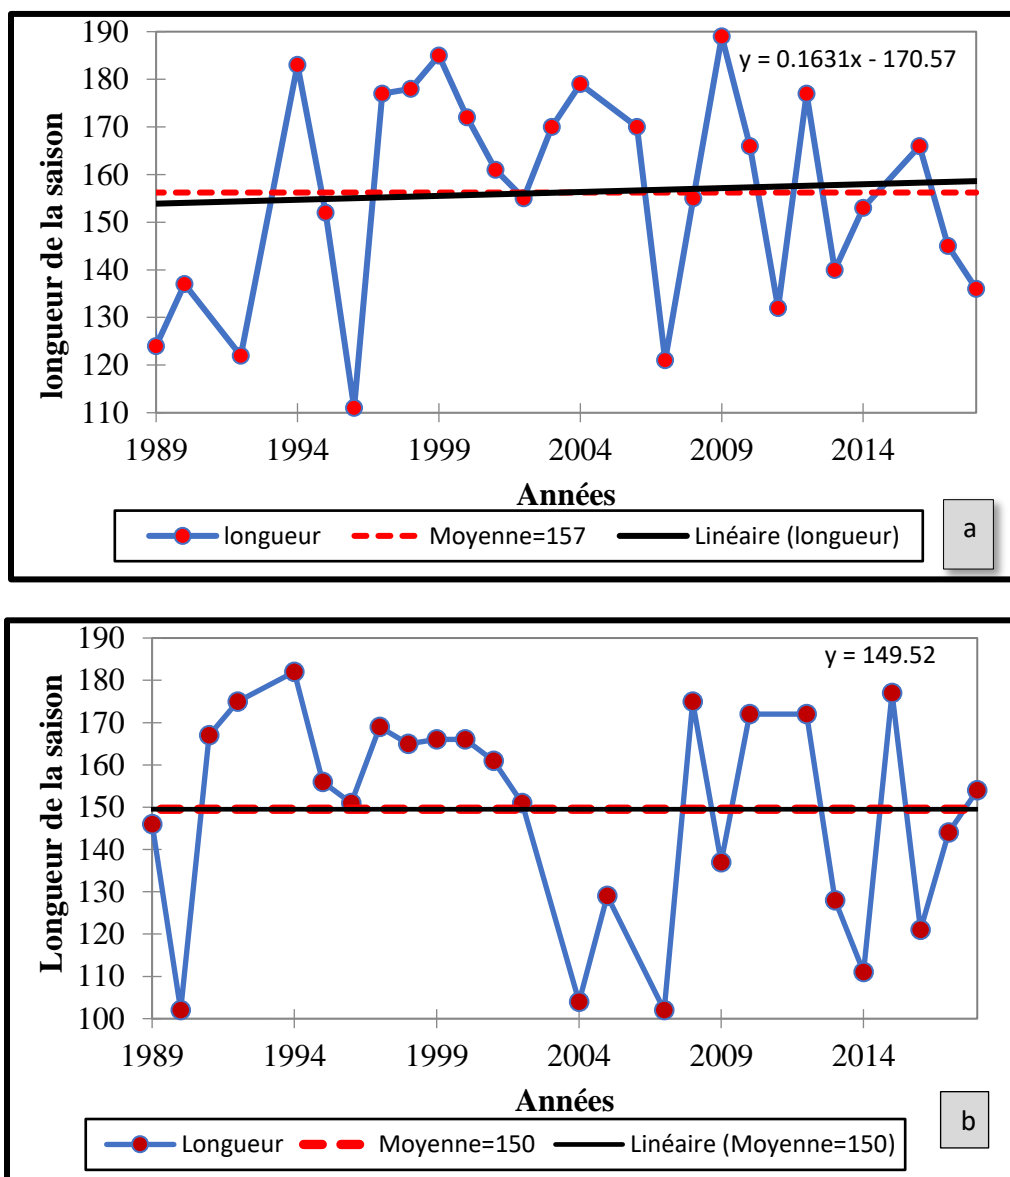 y = 0.1631x - 170.57
longueur de la saison
190
180
170
160
150
140
130
120
110
1989 1994 1999 2004 2009 2014
Années
longueur Moyenne=157 Linéaire (longueur)
a
y = 149.52
Longueur de la saison
190
180
170
160
150
140
130
120
110
100
1989 1994 1999 2004 2009 2014
Années
Longueur Moyenne=150 Linéaire (Moyenne=150)
b